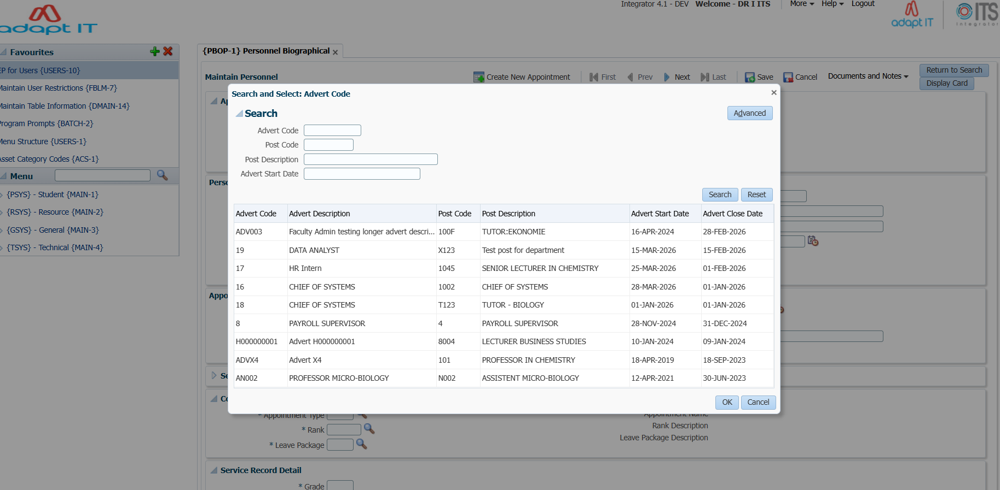 Integrator 4.1 - DEV Welcome - DR I ITS More Help Logout
adapt IT
adapt IT
ITS
Integrator
Favourites
{PBOP-1} Personnel Biographical
EP for Users {USERS-10}
Maintain User Restrictions {FBLM-7}
Maintain Table Information {DMAIN-14}
Program Prompts {BATCH-2}
Menu Structure {USERS-1}
Asset Category Codes {ACS-1}
Menu
{PSYS} - Student {MAIN-1}
{RSYS} - Resource {MAIN-2}
{GSYS} - General {MAIN-3}
{TSYS} - Technical {MAIN-4}
Maintain Personnel Create New Appointment First Prev Next Last Save Cancel Documents and Notes Return to Search
Display Card
Search and Select: Advert Code
Search Advanced
Advert Code
Post Code
Post Description
Advert Start Date
Search Reset
Advert Code Advert Description Post Code Post Description Advert Start Date Advert Close Date
ADV003 Faculty Admin testing longer advert descri... 100F TUTOR:EKONOMIE 16-APR-2024 28-FEB-2026
19 DATA ANALYST X123 Test post for department 15-MAR-2026 15-FEB-2026
17 HR Intern 1045 SENIOR LECTURER IN CHEMISTRY 25-MAR-2026 01-FEB-2026
16 CHIEF OF SYSTEMS 1002 CHIEF OF SYSTEMS 28-MAR-2026 01-JAN-2026
18 CHIEF OF SYSTEMS T123 TUTOR - BIOLOGY 01-JAN-2026 01-JAN-2026
8 PAYROLL SUPERVISOR 4 PAYROLL SUPERVISOR 28-NOV-2024 31-DEC-2024
H000000001 Advert H000000001 8004 LECTURER BUSINESS STUDIES 10-JAN-2024 09-JAN-2024
ADVX4 Advert X4 101 PROFESSOR IN CHEMISTRY 18-APR-2019 18-SEP-2023
AN002 PROFESSOR MICRO-BIOLOGY N002 ASSISTENT MICRO-BIOLOGY 12-APR-2021 30-JUN-2023
OK Cancel
* Appointment Type Appointment Name
* Rank Rank Description
* Leave Package Leave Package Description
Service Record Detail
* Grade